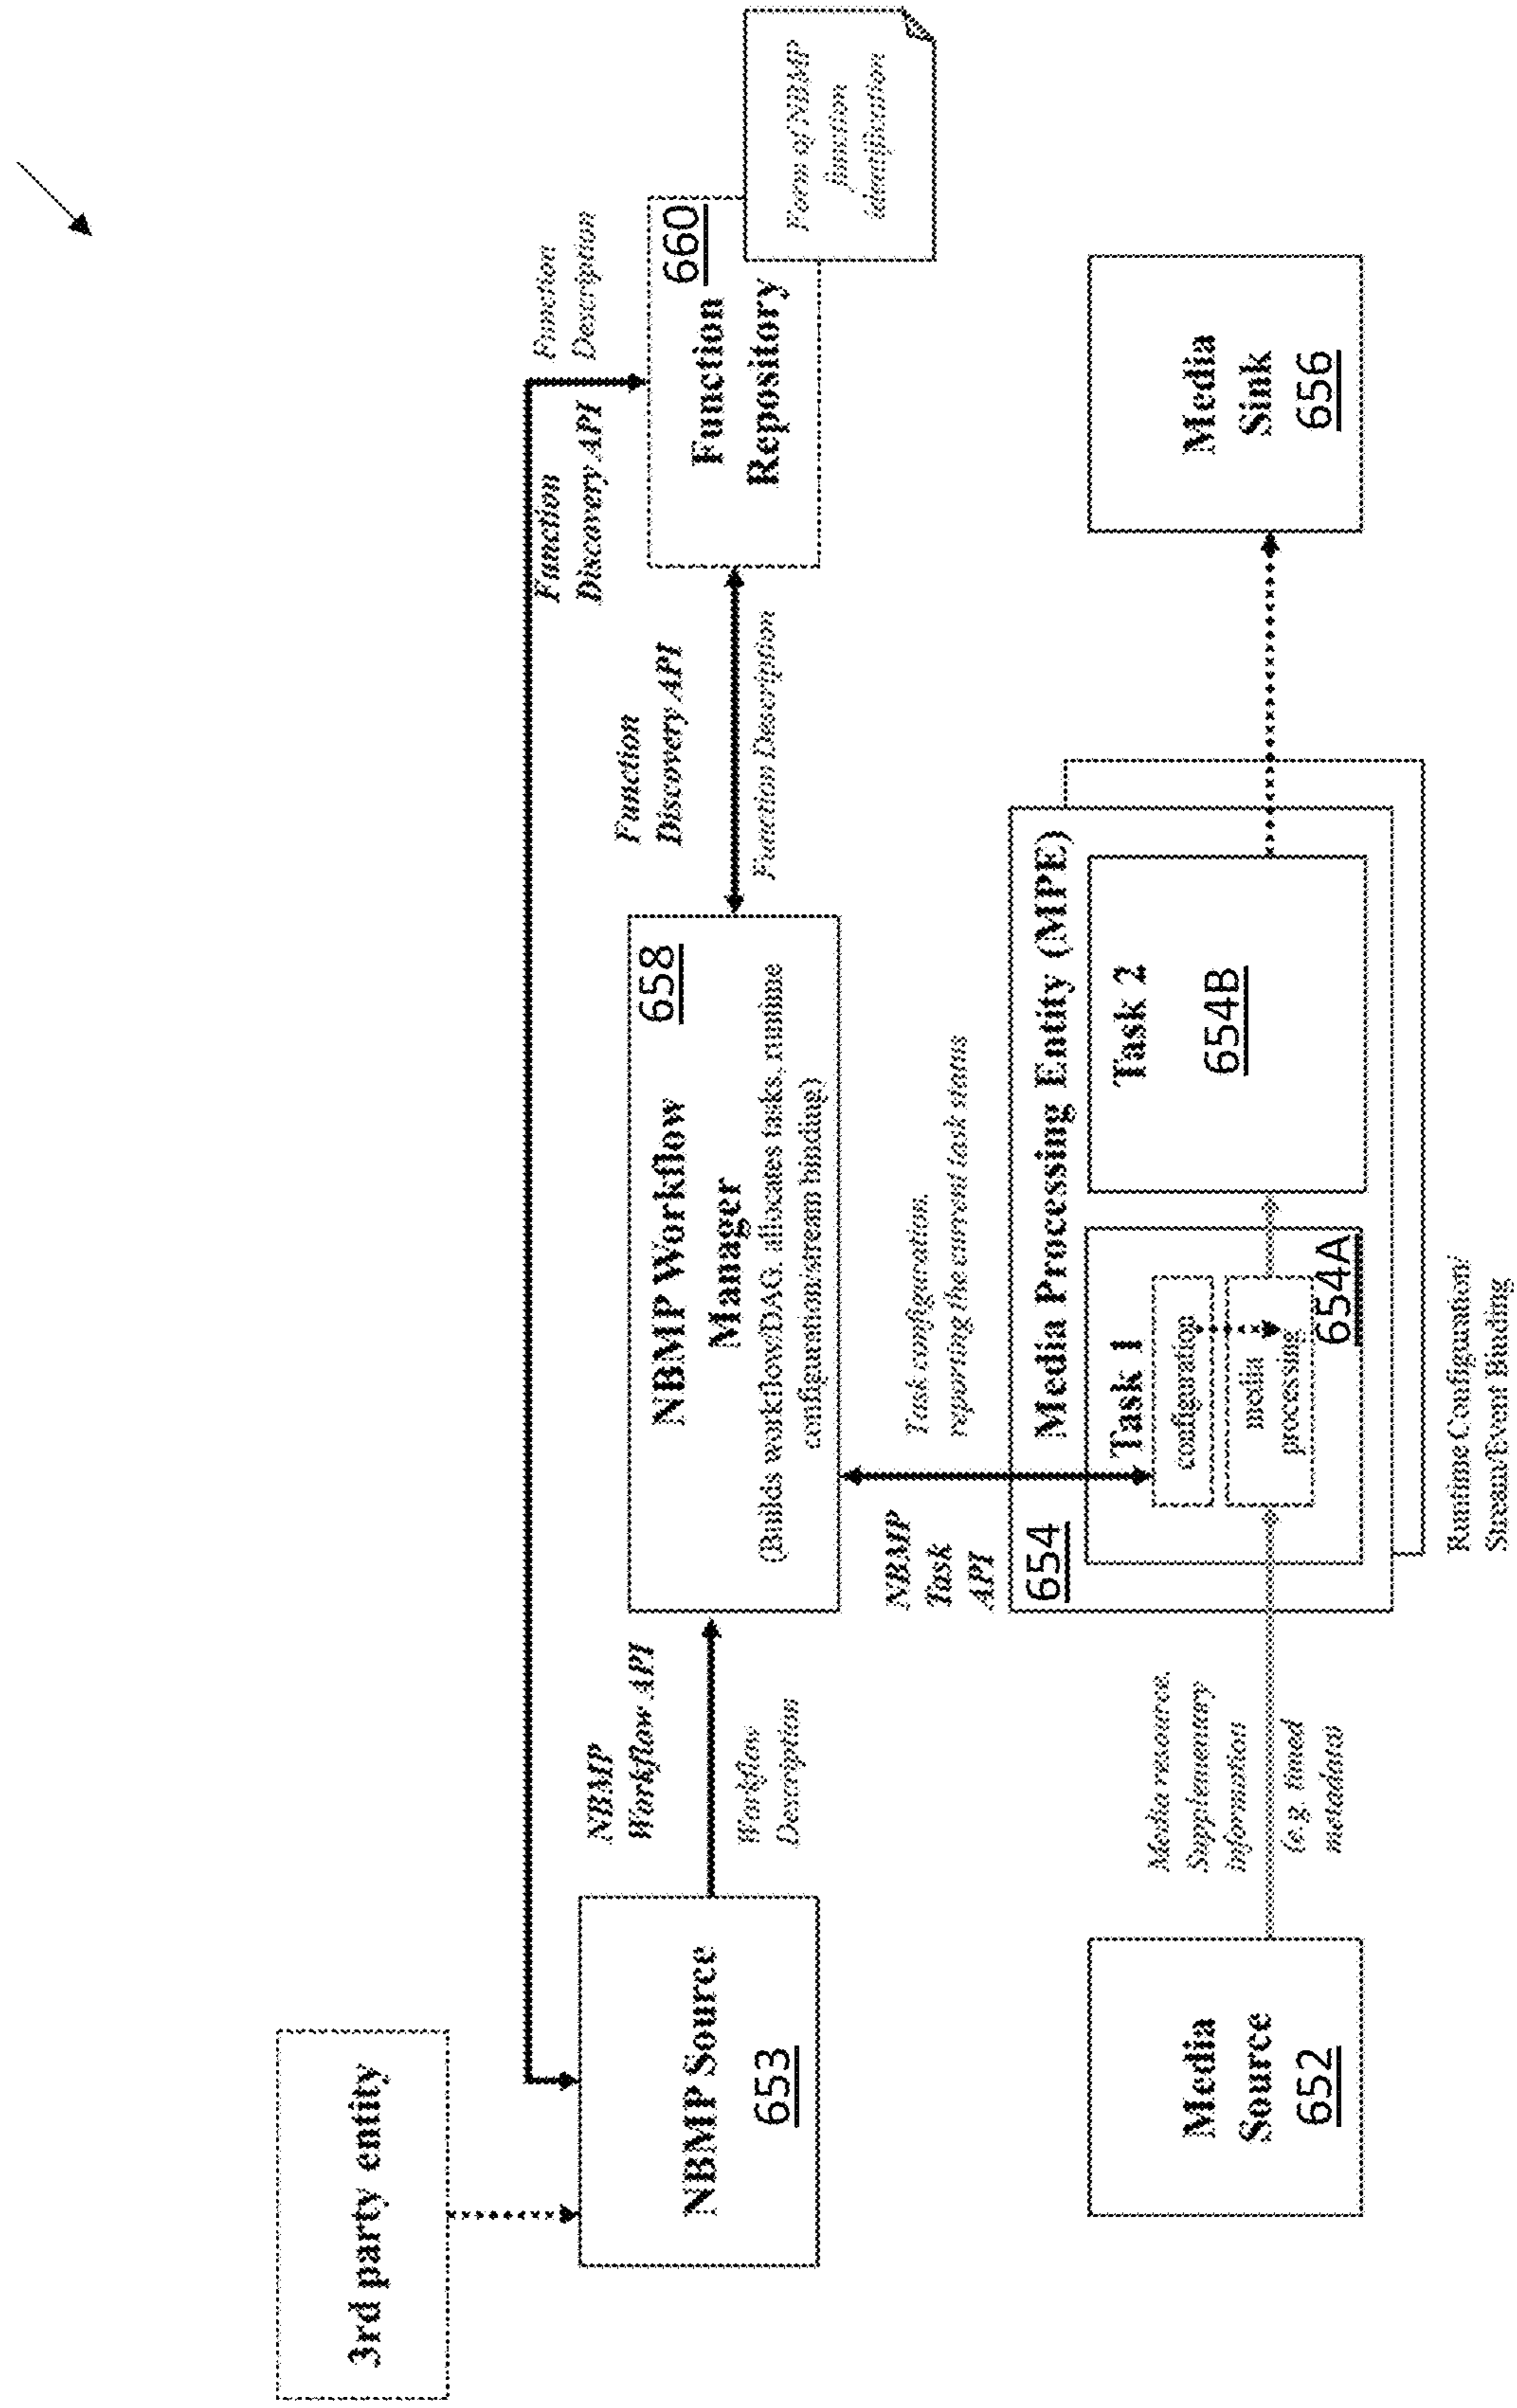 3rd party entity
NBMP Source
653
NBMP
Workflow API
Workflow
Description
NBMP Workflow
658
Manager
(Builds workflow/DAG, allocates tasks, runtime
configuration/stream binding)
Function
Discovery API
Function Description
Function
Discovery API
Function
Description
660
Function
Repository
Form of NBMP
function
identification
NBMP
Task
API
Task configuration,
reporting the current task status
Media
Source
652
Media resource,
Supplementary
information
(e.g. timed
metadata)
654
Media Processing Entity (MPE)
Task 1
configuration
media
processing
654A
Task 2
654B
Runtime Configuration/
Stream/Event Binding
Media
Sink
656